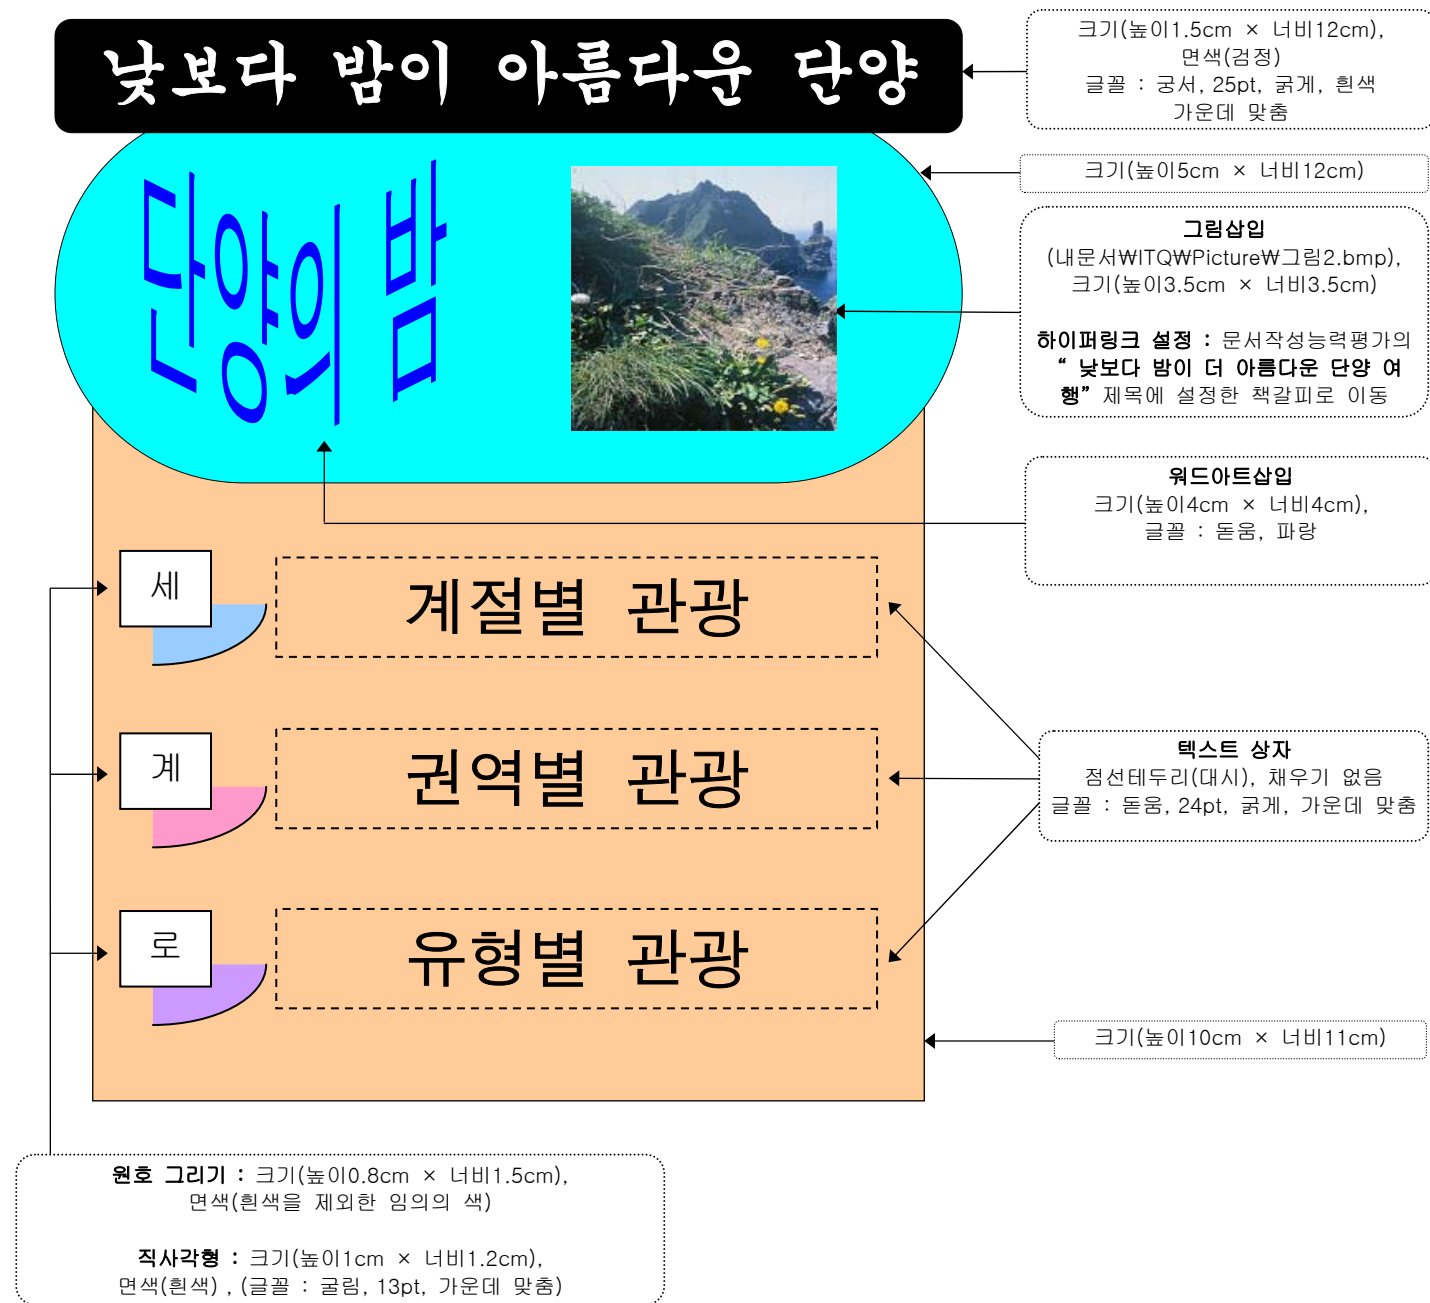 낮보다 밤이 아름다운 단양
크기(높이1.5cm × 너비12cm),
면색(검정)
글꼴 : 궁서, 25pt, 굵게, 흰색
가운데 맞춤
단양의 밤
크기(높이5cm × 너비12cm)
그림삽입
(내문서₩ITQ₩Picture₩그림2.bmp),
크기(높이3.5cm × 너비3.5cm)
하이퍼링크 설정 : 문서작성능력평가의
“ 낮보다 밤이 더 아름다운 단양 여
행” 제목에 설정한 책갈피로 이동
워드아트삽입
크기(높이4cm × 너비4cm),
글꼴 : 돋움, 파랑
세
계절별 관광
계
권역별 관광
텍스트 상자
점선테두리(대시), 채우기 없음
글꼴 : 돋움, 24pt, 굵게, 가운데 맞춤
로
유형별 관광
크기(높이10cm × 너비11cm)
원호 그리기 : 크기(높이0.8cm × 너비1.5cm),
면색(흰색을 제외한 임의의 색)
직사각형 : 크기(높이1cm × 너비1.2cm),
면색(흰색) , (글꼴 : 굴림, 13pt, 가운데 맞춤)